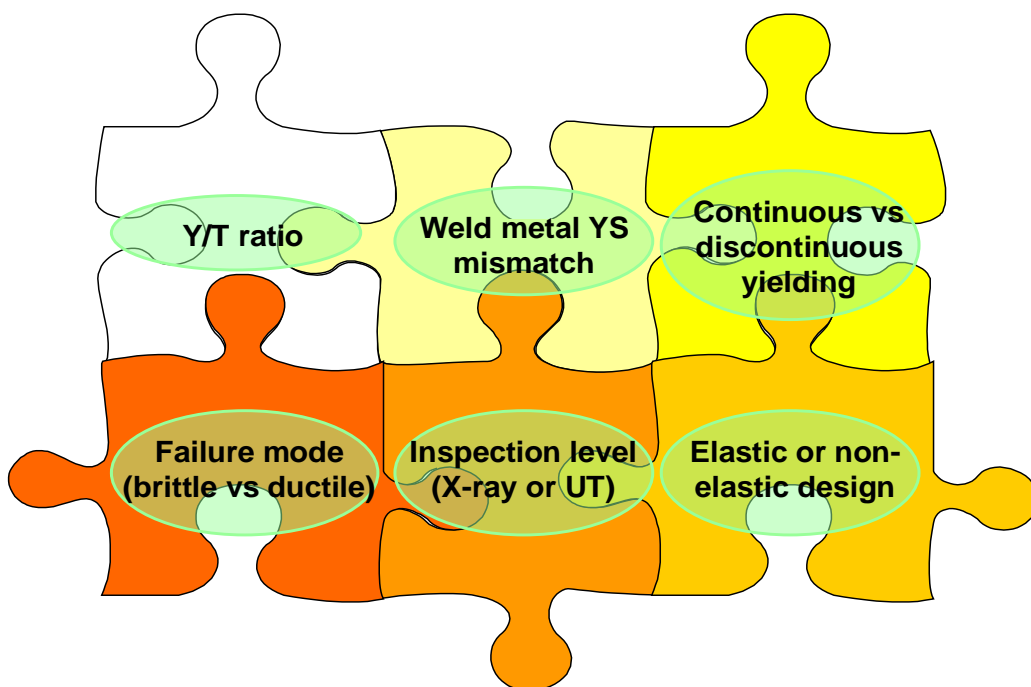 Y/T ratio
Weld metal YS
mismatch
Continuous vs
discontinuous
yielding
Failure mode
(brittle vs ductile)
Inspection level
(X-ray or UT)
Elastic or non-
elastic design